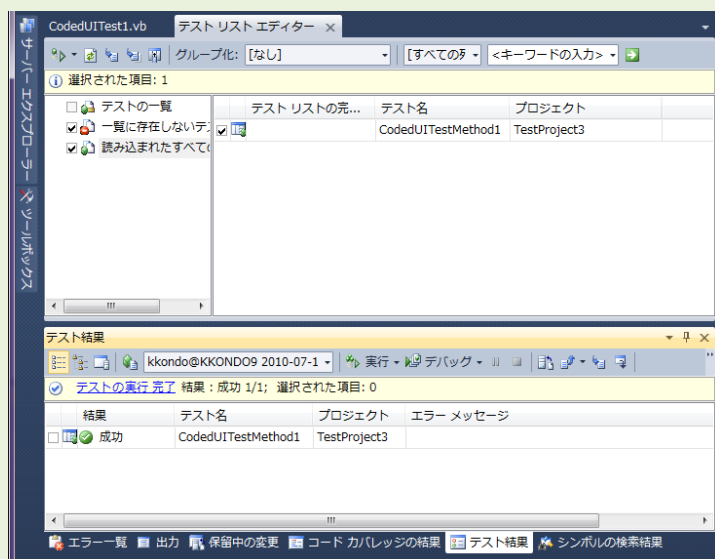 CodedUITest1.vb テスト リスト エディター ×
グループ化: [なし] [すべての列 <キーワードの入力>
選択された項目: 1
テストの一覧
一覧に存在しないテ
読み込まれたすべての
テスト リストの完... テスト名 プロジェクト
CodedUITestMethod1 TestProject3
サーバー エクスプローラー
ツールボックス
テスト結果
kkondo@KKONDO9 2010-07-1 実行 デバッグ
テストの実行 完了 結果 : 成功 1/1; 選択された項目: 0
結果 テスト名 プロジェクト エラー メッセージ
成功 CodedUITestMethod1 TestProject3
エラー一覧 出力 保留中の変更 コード カバレッジの結果 テスト結果 シンボルの検索結果